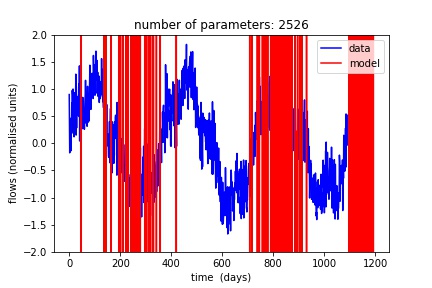 number of parameters: 2526
data
model
2.0
1.5
1.0
0.5
0.0
−0.5
−1.0
−1.5
−2.0
flows (normalised units)
0 200 400 600 800 1000 1200
time (days)